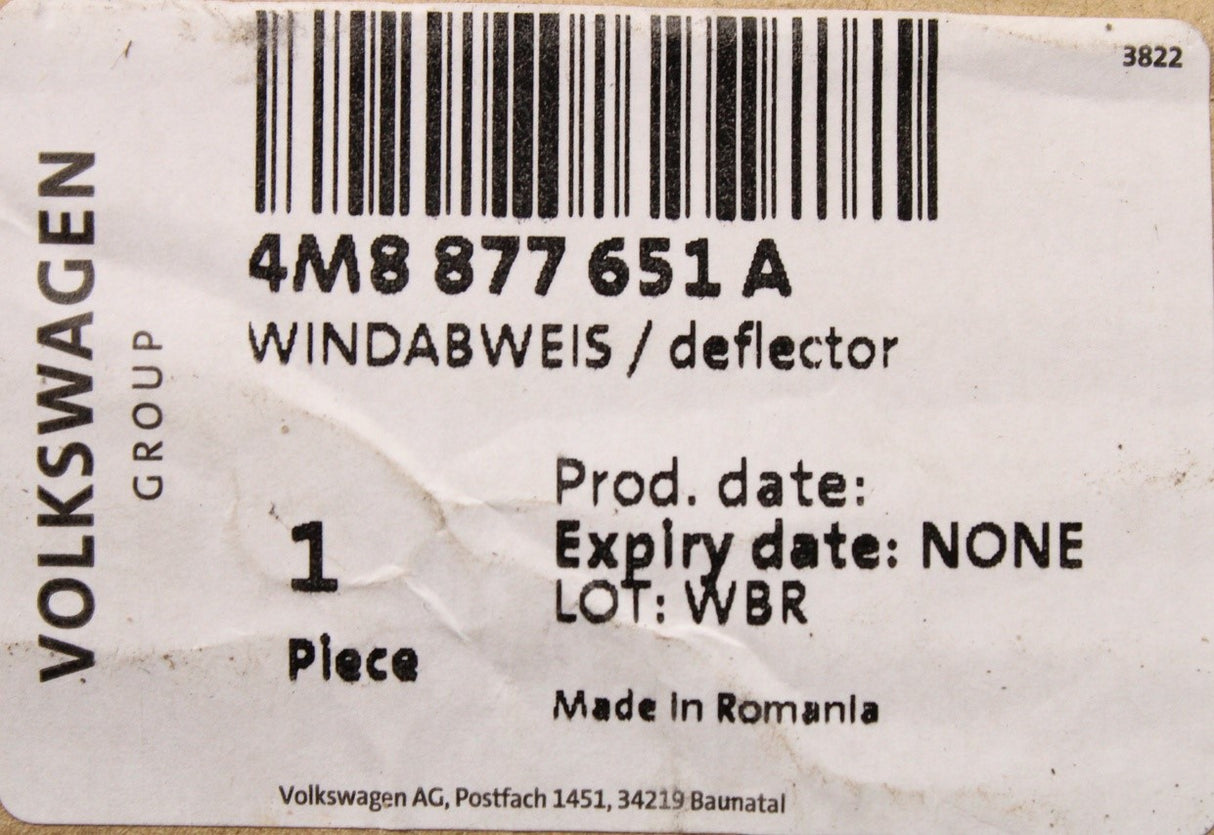 3822
VOLKSWAGEN
GROUP
4M8 877 651 A
WINDABWEIS / deflector
Prod. date:
Expiry date: NONE
LOT: WBR
1
Piece
Made in Romania
Volkswagen AG, Postfach 1451, 34219 Baunatal